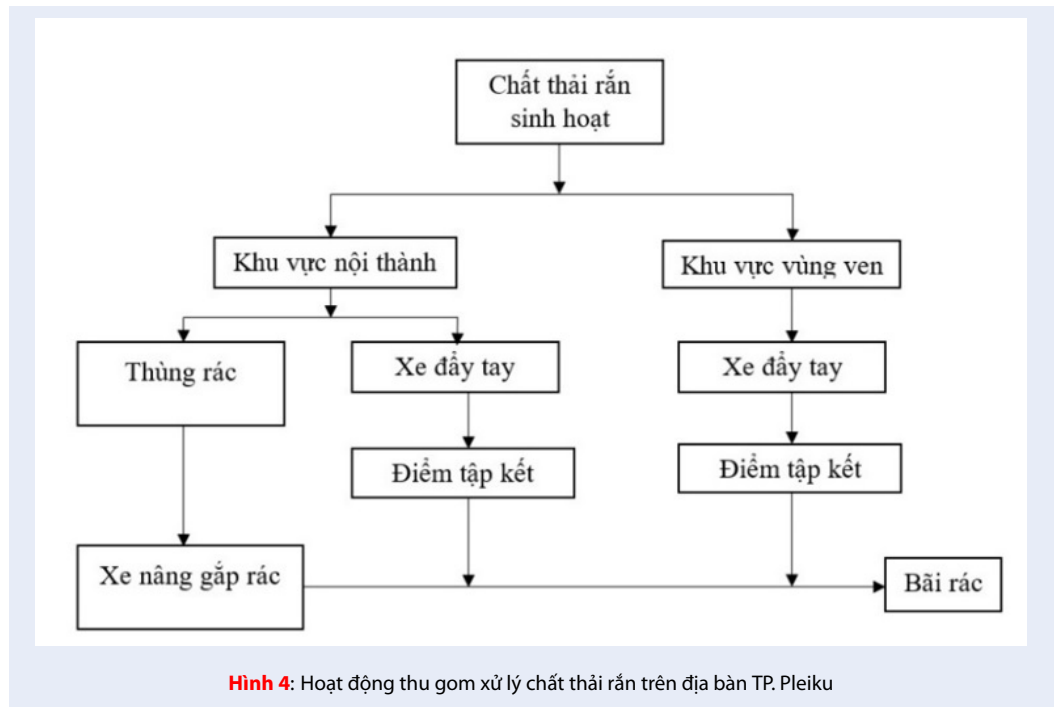 Chất thải rắn
sinh hoạt
Khu vực nội thành
Khu vực vùng ven
Thùng rác
Xe đẩy tay
Xe đẩy tay
Điểm tập kết
Điểm tập kết
Xe nâng gắp rác
Bãi rác
Hình 4: Hoạt động thu gom xử lý chất thải rắn trên địa bàn TP. Pleiku